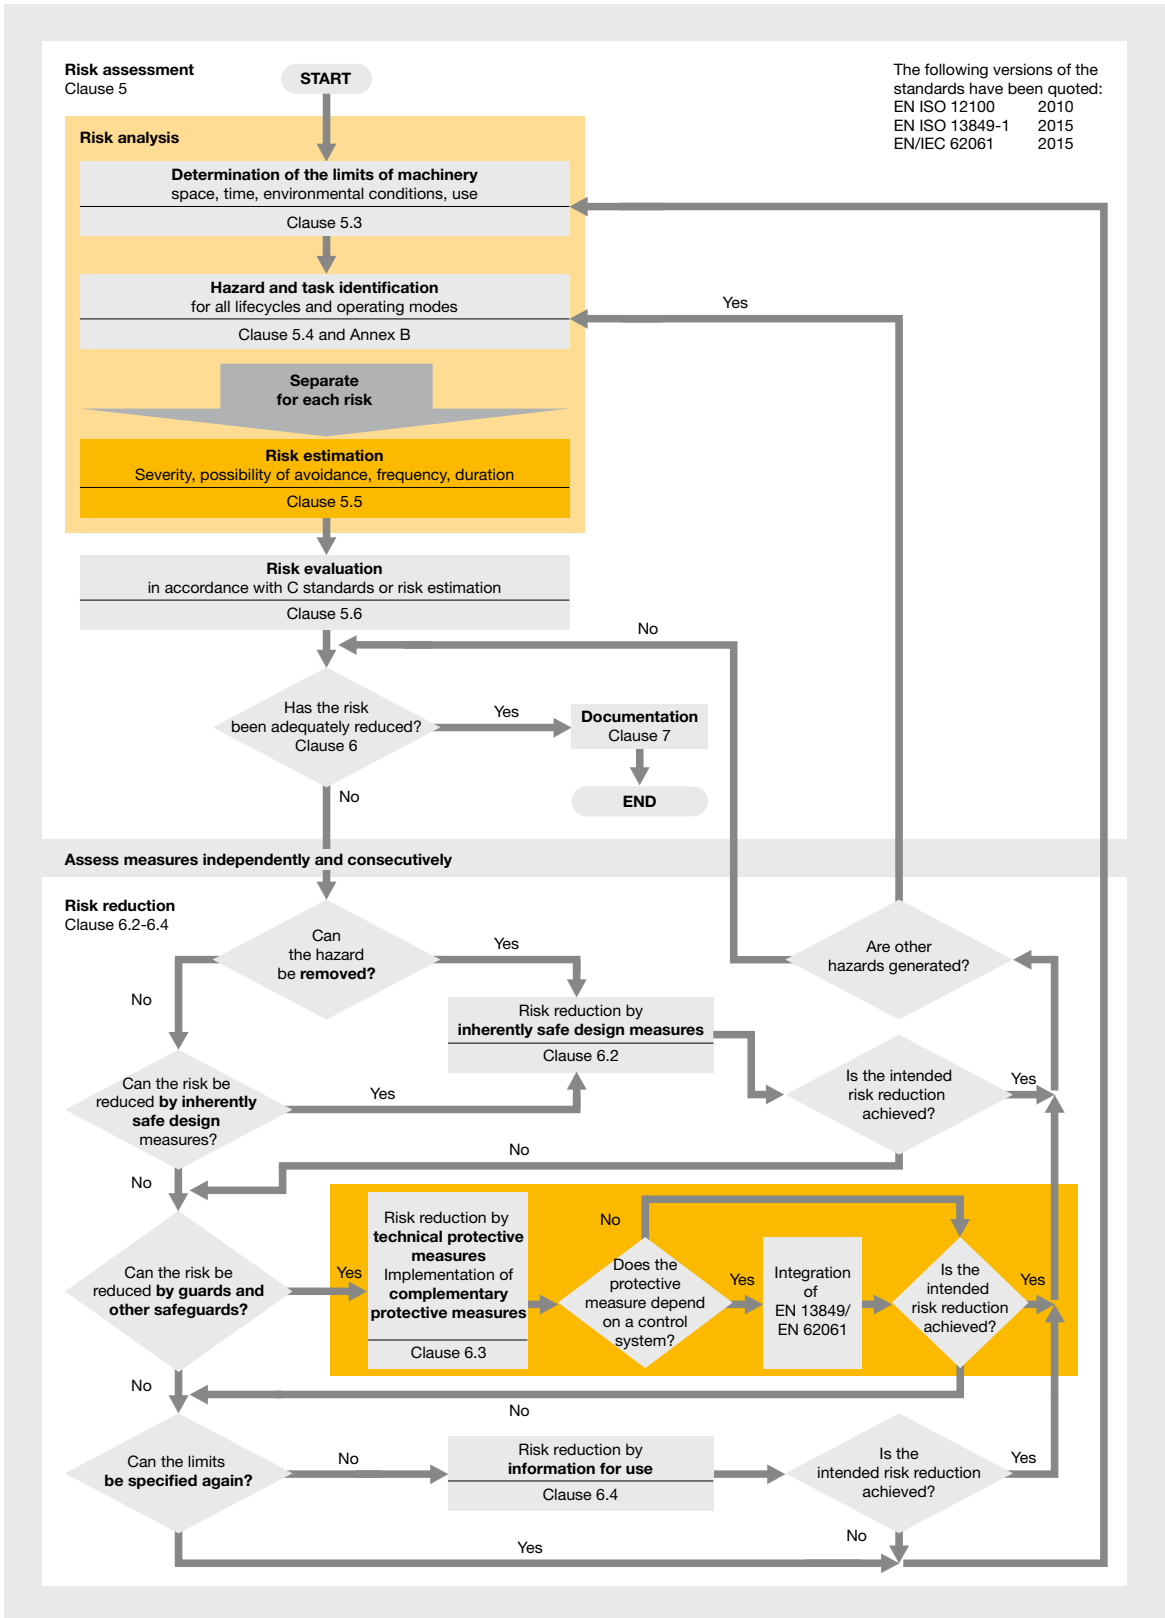 Risk assessment
Clause 5
START
The following versions of the
standards have been quoted:
EN ISO 12100 2010
EN ISO 13849-1 2015
EN/IEC 62061 2015
Risk analysis
Determination of the limits of machinery
space, time, environmental conditions, use
Clause 5.3
Hazard and task identification
for all lifecycles and operating modes
Clause 5.4 and Annex B
Yes
Separate
for each risk
Risk estimation
Severity, possibility of avoidance, frequency, duration
Clause 5.5
Risk evaluation
in accordance with C standards or risk estimation
Clause 5.6
No
Has the risk
been adequately reduced?
Clause 6
Yes
Documentation
Clause 7
END
No
Assess measures independently and consecutively
Risk reduction
Clause 6.2-6.4
Can
the hazard
be removed?
Yes
Are other
hazards generated?
No
Risk reduction by
inherently safe design measures
Clause 6.2
Can the risk be
reduced by inherently
safe design
measures?
Yes
Is the intended
risk reduction
achieved?
Yes
No
No
Risk reduction by
technical protective
measures
Implementation of
complementary
protective measures
Clause 6.3
No
Can the risk be
reduced by guards and
other safeguards?
Yes
Does the
protective
measure depend
on a control
system?
Yes
Integration
of
EN 13849/
EN 62061
Is the
intended
risk reduction
achieved?
Yes
No
No
Can the limits
be specified again?
No
Risk reduction by
information for use
Clause 6.4
Is the
intended risk reduction
achieved?
Yes
No
Yes